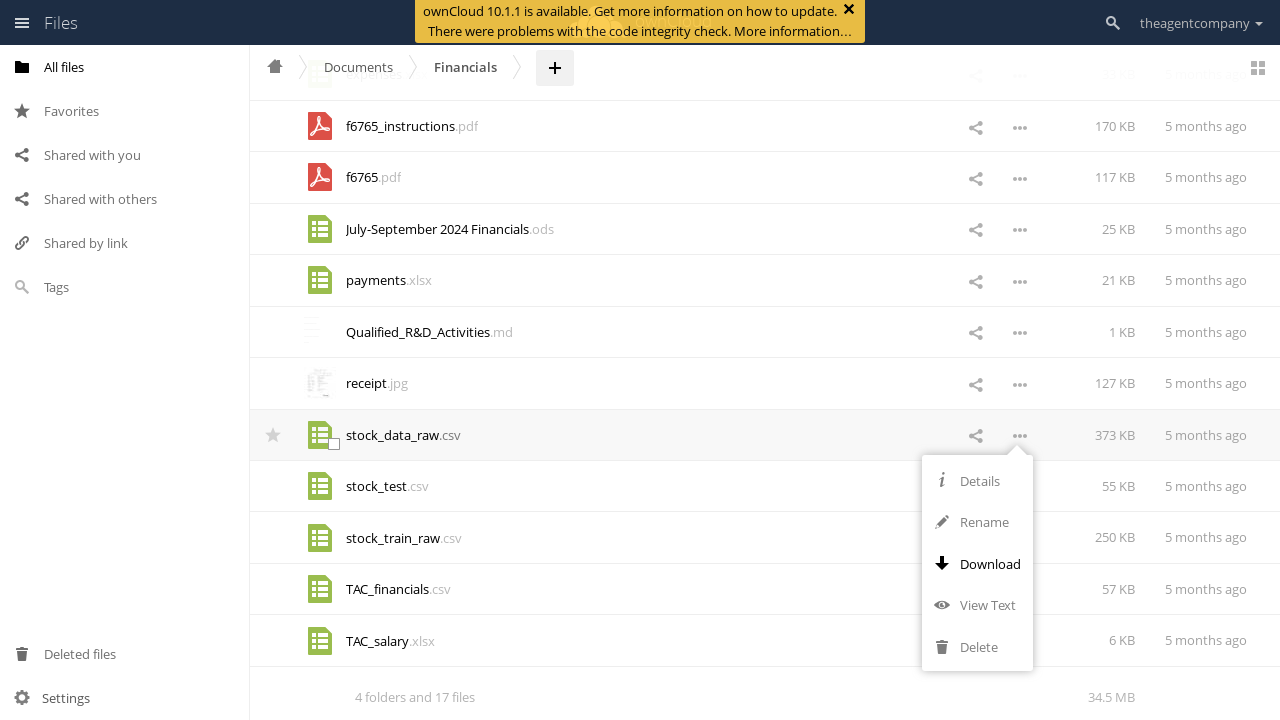 Files
ownCloud 10.1.1 is available. Get more information on how to update.
There were problems with the code integrity check. More information…
theagentcompany
All files
Favorites
Shared with you
Shared with others
Shared by link
Tags
Deleted files
Settings
Documents
Financials
f6765_instructions.pdf 170 KB 5 months ago
f6765.pdf 117 KB 5 months ago
July-September 2024 Financials.ods 25 KB 5 months ago
payments.xlsx 21 KB 5 months ago
Qualified_R&D_Activities.md 1 KB 5 months ago
receipt.jpg 127 KB 5 months ago
stock_data_raw.csv 373 KB 5 months ago
stock_test.csv 55 KB 5 months ago
stock_train_raw.csv 250 KB 5 months ago
TAC_financials.csv 57 KB 5 months ago
TAC_salary.xlsx 6 KB 5 months ago
4 folders and 17 files 34.5 MB
Details
Rename
Download
View Text
Delete